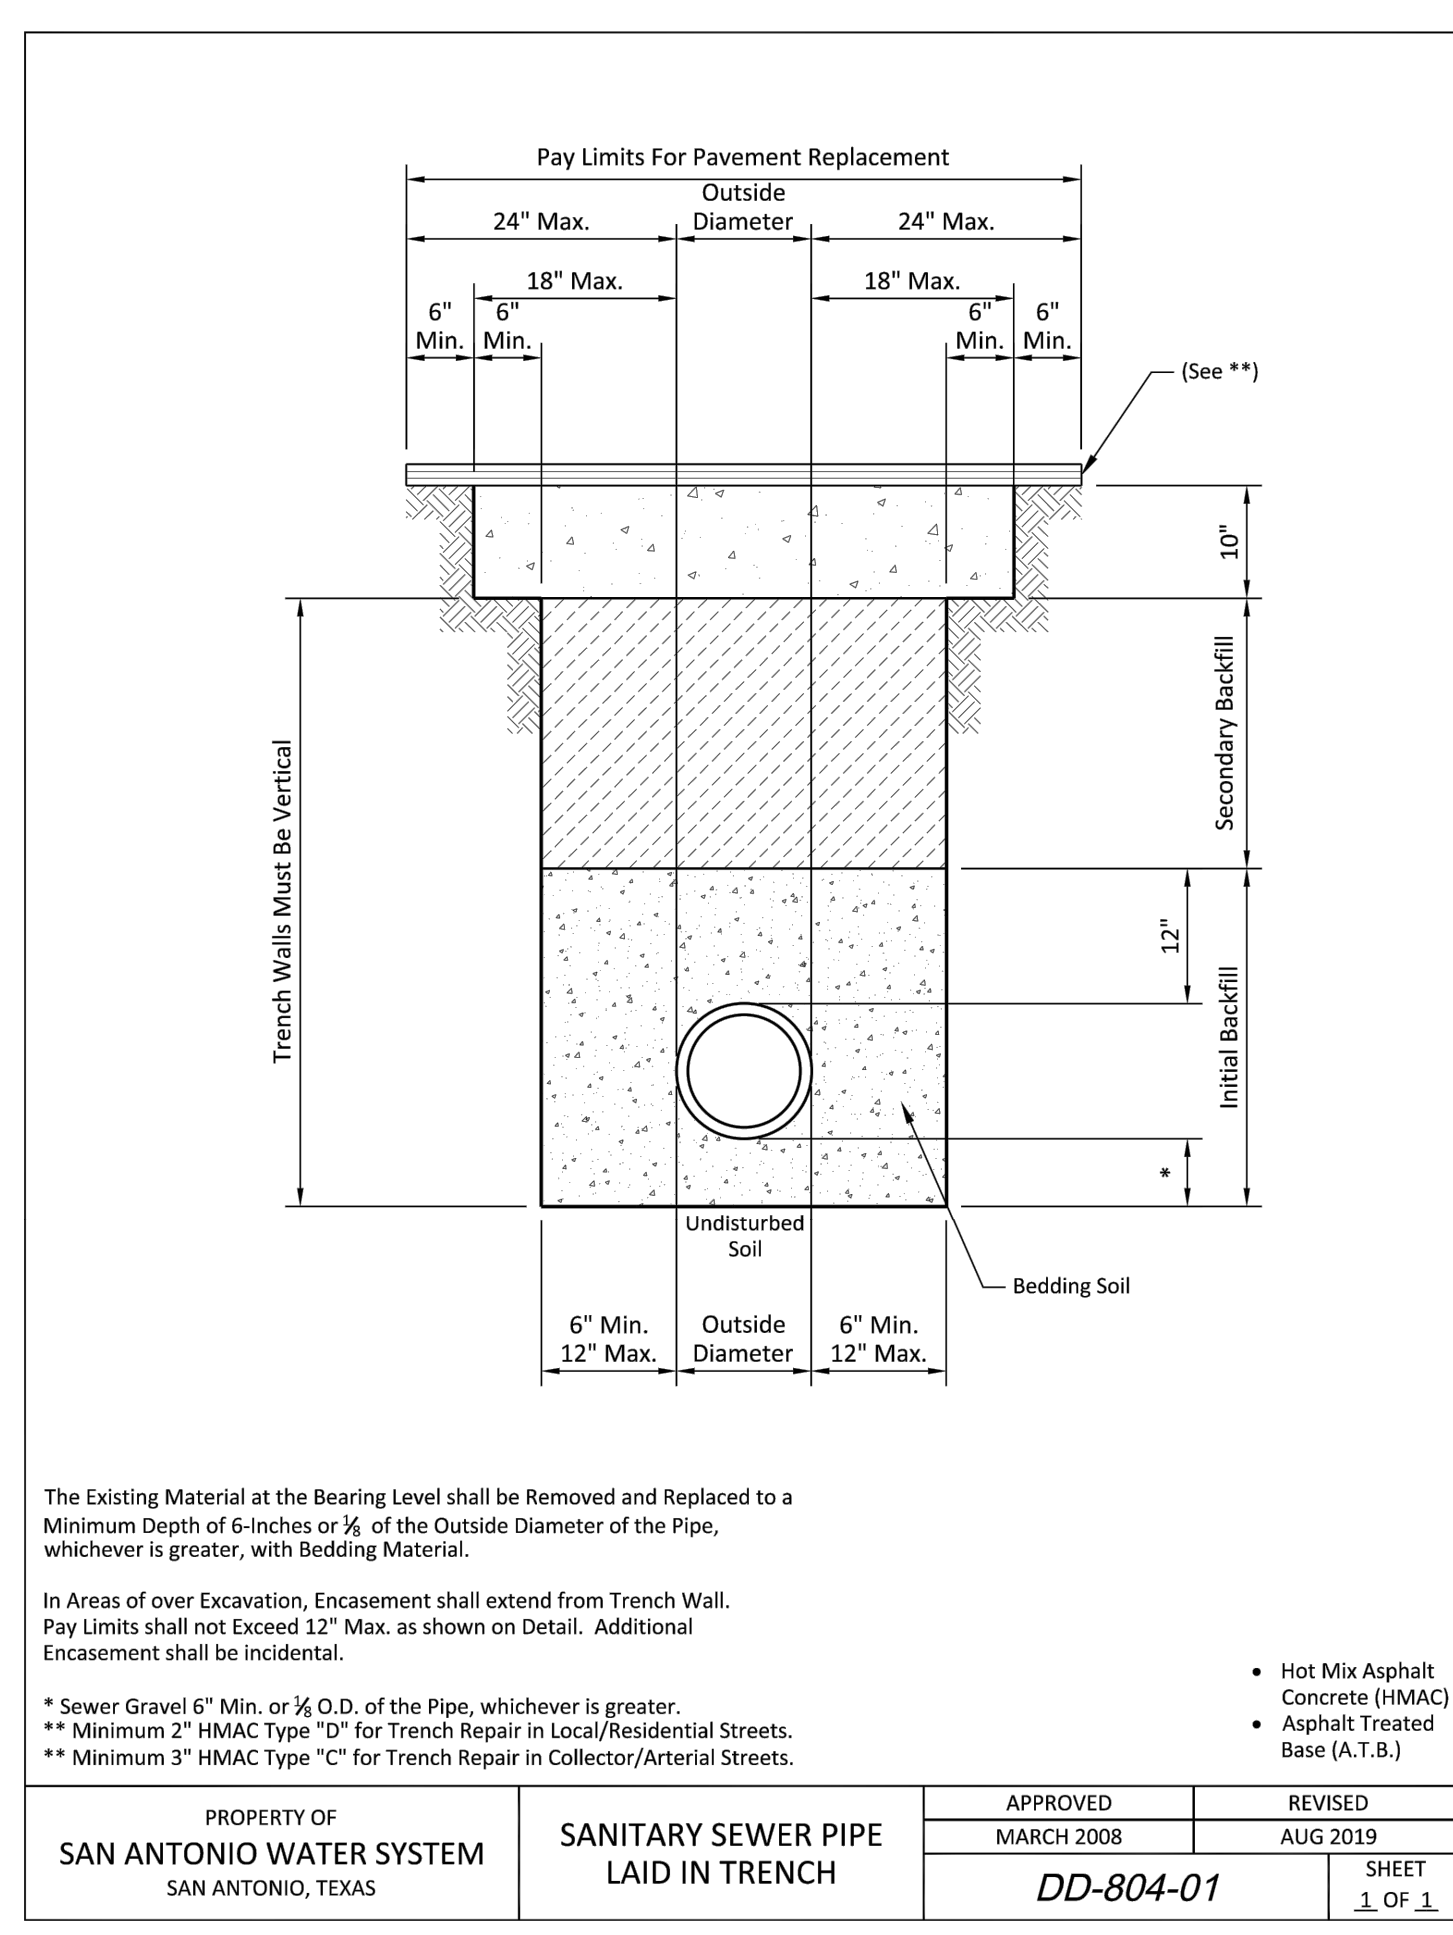 Pay Limits For Pavement Replacement
Outside
24" Max.
Diameter
24" Max.
18" Max.
18" Max.
6"
6"
6"
6"
Min.
Min.
Min.
Min.
(See **)
10"
Secondary Backfill
Trench Walls Must Be Vertical
12"
Initial Backfill
*
Undisturbed
Soil
Bedding Soil
6" Min.
Outside
6" Min.
12" Max.
Diameter
12" Max.
The Existing Material at the Bearing Level shall be Removed and Replaced to a
Minimum Depth of 6-Inches or ⅛ of the Outside Diameter of the Pipe,
whichever is greater, with Bedding Material.
In Areas of over Excavation, Encasement shall extend from Trench Wall.
Pay Limits shall not Exceed 12" Max. as shown on Detail. Additional
Encasement shall be incidental.
* Sewer Gravel 6" Min. or ⅛ O.D. of the Pipe, whichever is greater.
** Minimum 2" HMAC Type "D" for Trench Repair in Local/Residential Streets.
** Minimum 3" HMAC Type "C" for Trench Repair in Collector/Arterial Streets.
• Hot Mix Asphalt
Concrete (HMAC)
• Asphalt Treated
Base (A.T.B.)
PROPERTY OF
SAN ANTONIO WATER SYSTEM
SAN ANTONIO, TEXAS
SANITARY SEWER PIPE
LAID IN TRENCH
APPROVED
MARCH 2008
REVISED
AUG 2019
DD-804-01
SHEET
1 OF 1